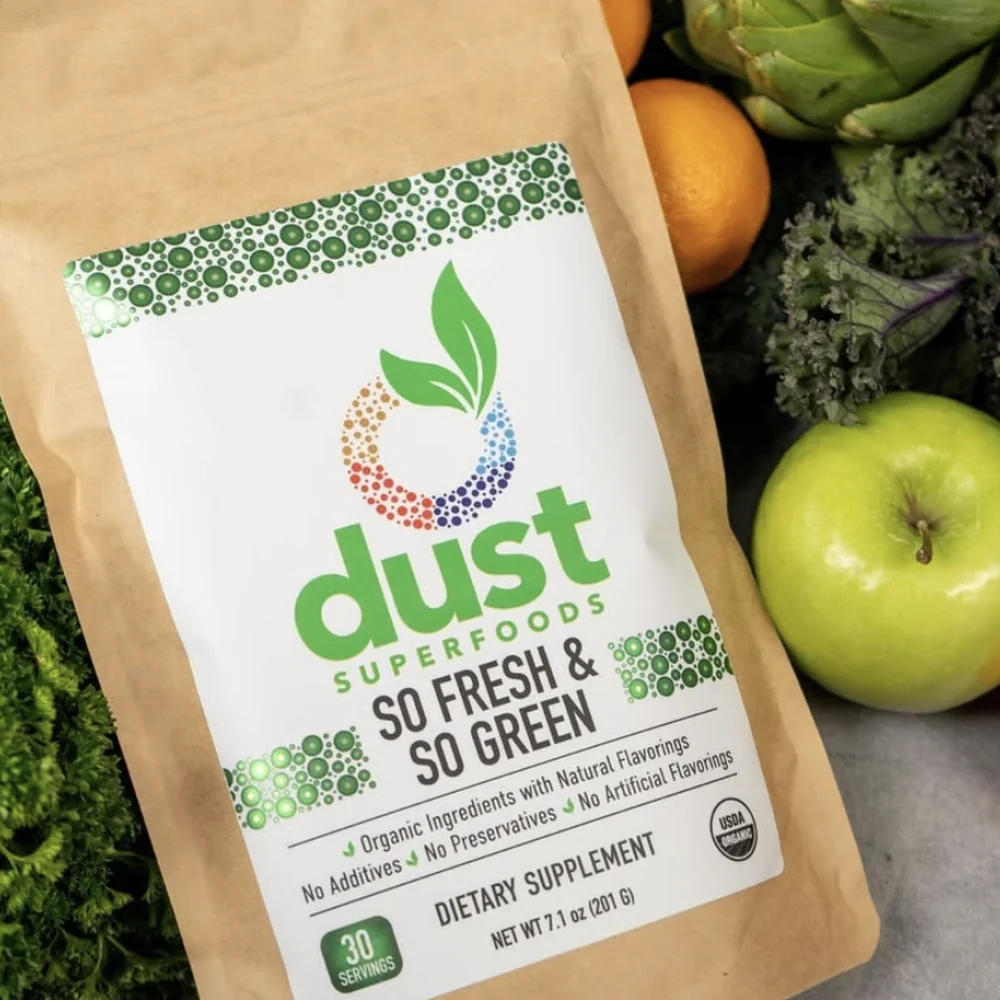 dust
SUPERFOODS
SO FRESH &
SO GREEN
Organic Ingredients with Natural Flavorings
No Additives No Preservatives No Artificial Flavorings
DIETARY SUPPLEMENT
NET WT 7.1 oz (201 G)
USDA
ORGANIC
30
SERVINGS